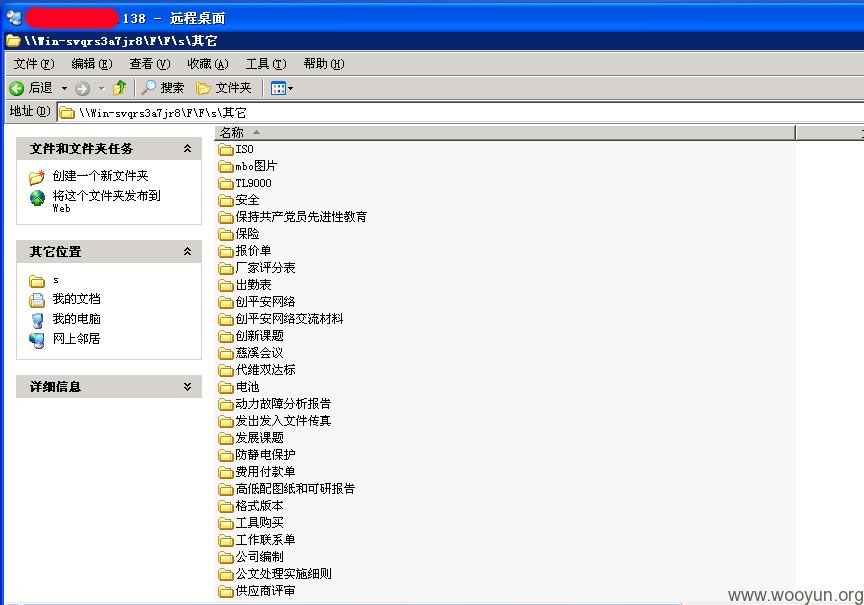 .138 - 远程桌面
\\Win-svqrs3a7jr8\F\F\s\其它
文件(F) 编辑(E) 查看(V) 收藏(A) 工具(T) 帮助(H)
后退 搜索 文件夹
地址(D) \\Win-svqrs3a7jr8\F\F\s\其它
文件和文件夹任务
创建一个新文件夹
将这个文件夹发布到
Web
其它位置
s
我的文档
我的电脑
网上邻居
详细信息
名称
ISO
mbo图片
TL9000
安全
保持共产党员先进性教育
保险
报价单
厂家评分表
出勤表
创平安网络
创平安网络交流材料
创新课题
慈溪会议
代维双达标
电池
动力故障分析报告
发出发入文件传真
发展课题
防静电保护
费用付款单
高低配图纸和可研报告
格式版本
工具购买
工作联系单
公司编制
公文处理实施细则
供应商评审
www.wooyun.org